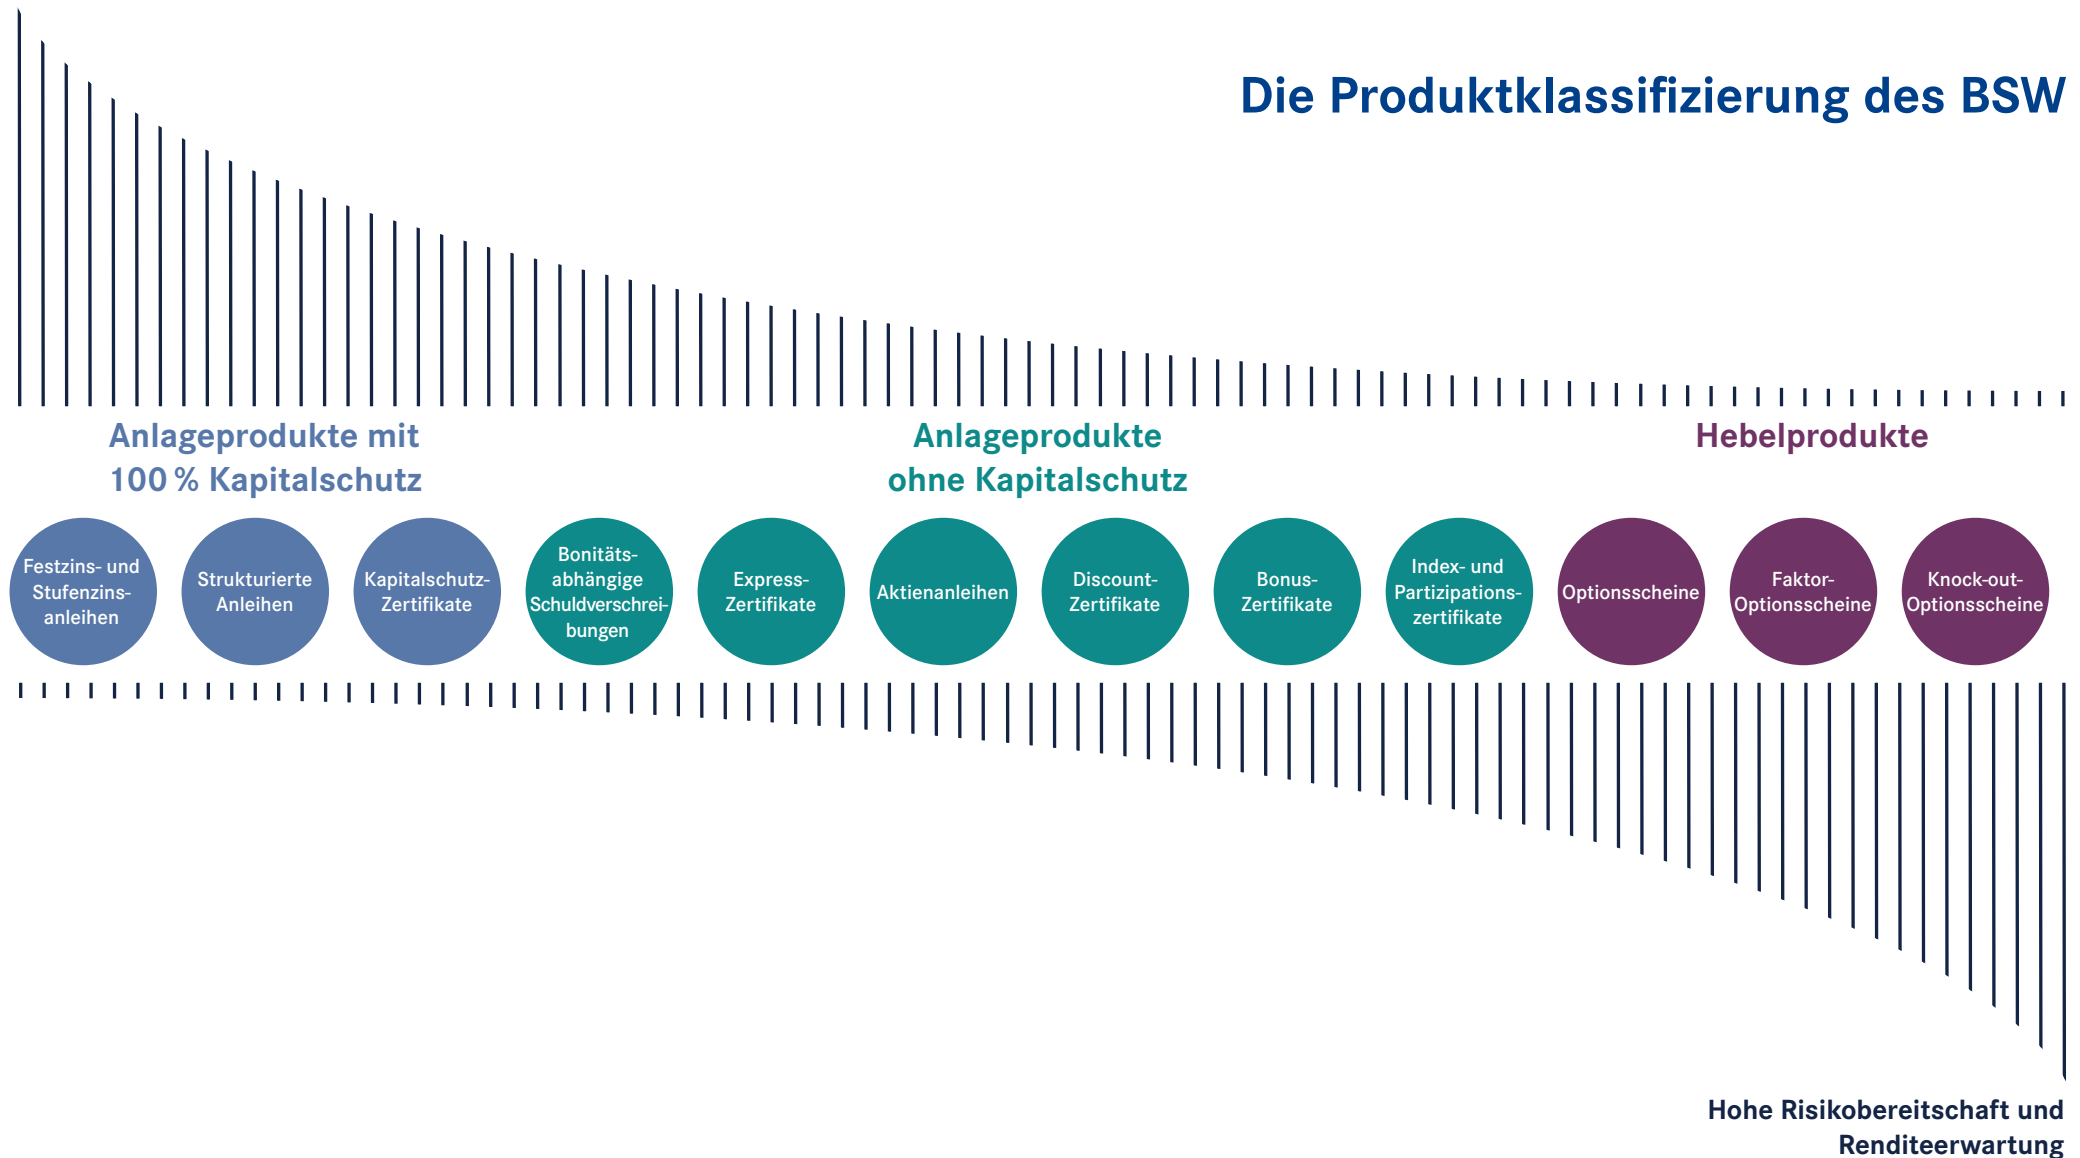 Die Produktklassifizierung des BSW
Anlageprodukte mit
100 % Kapitalschutz
Anlageprodukte
ohne Kapitalschutz
Hebelprodukte
Festzins- und
Stufenzins-
anleihen
Strukturierte
Anleihen
Kapitalschutz-
Zertifikate
Bonitäts-
abhängige
Schuldverschrei-
bungen
Express-
Zertifikate
Aktienanleihen
Discount-
Zertifikate
Bonus-
Zertifikate
Index- und
Partizipations-
zertifikate
Optionsscheine
Faktor-
Optionsscheine
Knock-out-
Optionsscheine
Hohe Risikobereitschaft und
Renditeerwartung